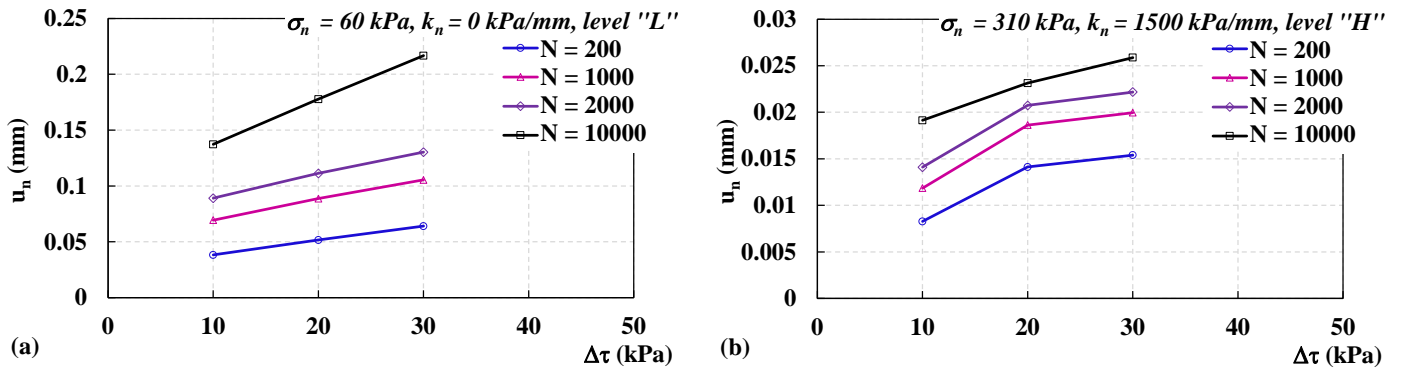 σn = 60 kPa, kn = 0 kPa/mm, level "L"
N = 200
N = 1000
N = 2000
N = 10000
0.25
0.2
0.15
0.1
0.05
0
un (mm)
0 10 20 30 40 50
(a)
Δτ (kPa)
σn = 310 kPa, kn = 1500 kPa/mm, level "H"
N = 200
N = 1000
N = 2000
N = 10000
0.03
0.025
0.02
0.015
0.01
0.005
0
un (mm)
0 10 20 30 40 50
(b)
Δτ (kPa)